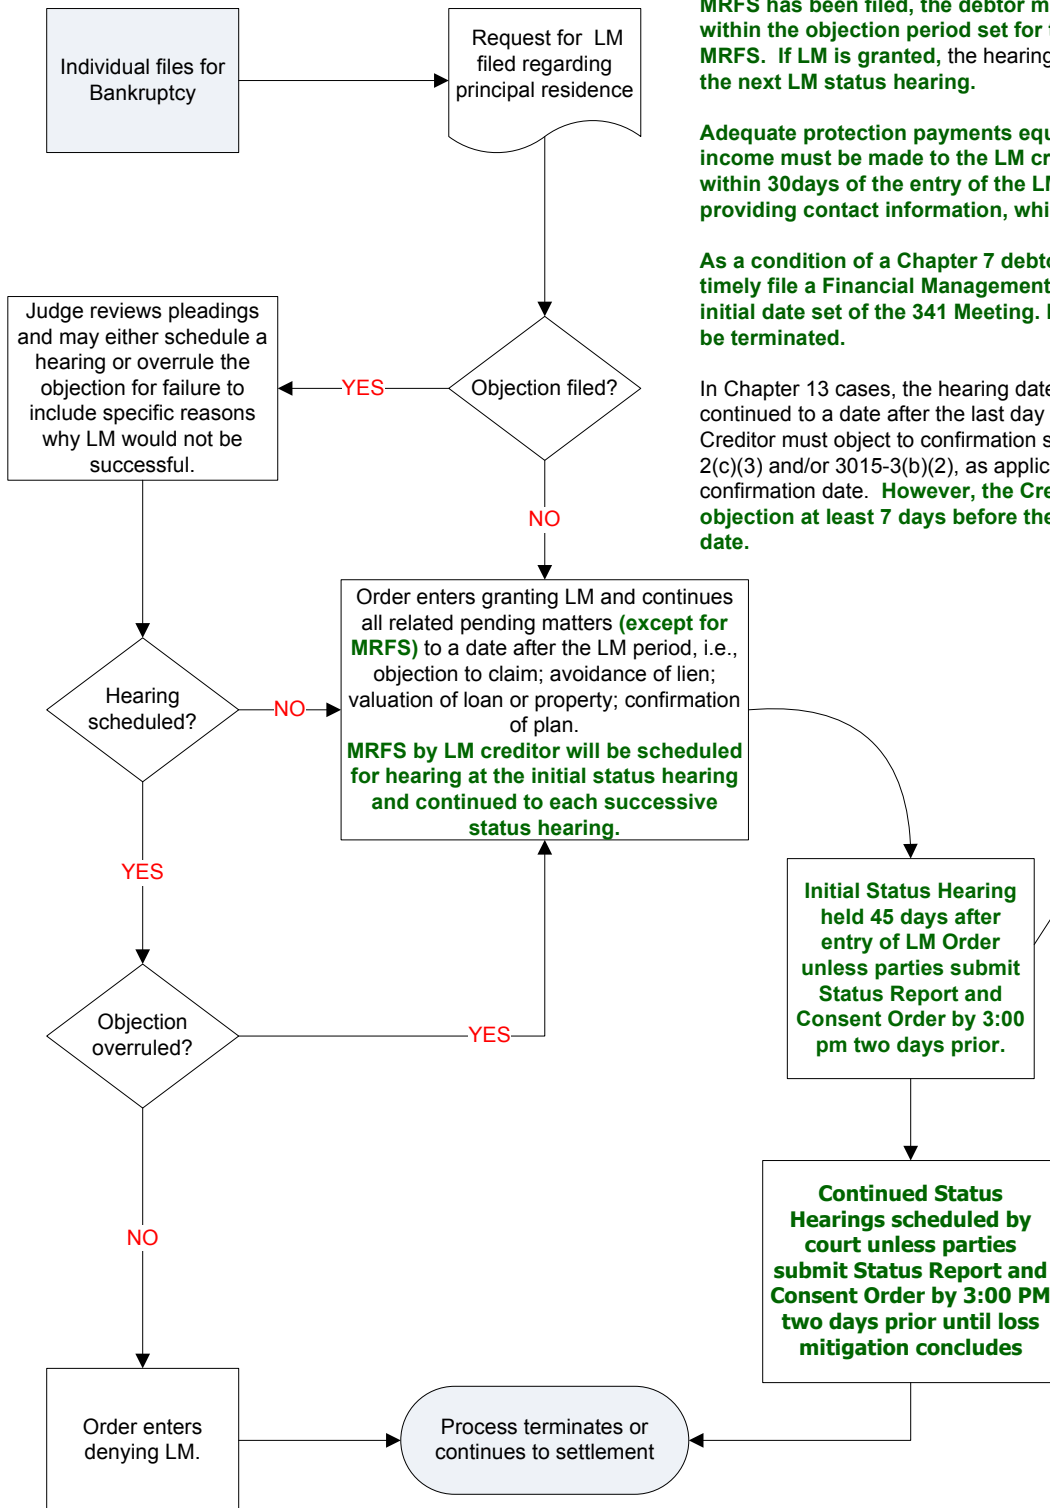 MRFS has been filed, the debtor m
within the objection period set for
MRFS.  If LM is granted, the hearing
the next LM status hearing.
Adequate protection payments equ
income must be made to the LM cr
within 30days of the entry of the L
providing contact information, whi
As a condition of a Chapter 7 debto
timely file a Financial Management
initial date set of the 341 Meeting.
be terminated.
In Chapter 13 cases, the hearing date
continued to a date after the last day
Creditor must object to confirmation s
2(c)(3) and/or 3015-3(b)(2), as applic
confirmation date.  However, the Cre
objection at least 7 days before the
date.
Individual files for
Bankruptcy
Request for  LM
filed regarding
principal residence
Objection filed?
YES
NO
Judge reviews pleadings
and may either schedule a
hearing or overrule the
objection for failure to
include specific reasons
why LM would not be
successful.
Hearing
scheduled?
NO
YES
Order enters granting LM and continues
all related pending matters (except for
MRFS) to a date after the LM period, i.e.,
objection to claim; avoidance of lien;
valuation of loan or property; confirmation
of plan.
MRFS by LM creditor will be scheduled
for hearing at the initial status hearing
and continued to each successive
status hearing.
Objection
overruled?
YES
NO
Initial Status Hearing
held 45 days after
entry of LM Order
unless parties submit
Status Report and
Consent Order by 3:00
pm two days prior.
Continued Status
Hearings scheduled by
court unless parties
submit Status Report and
Consent Order by 3:00 PM
two days prior until loss
mitigation concludes
Order enters
denying LM.
Process terminates or
continues to settlement